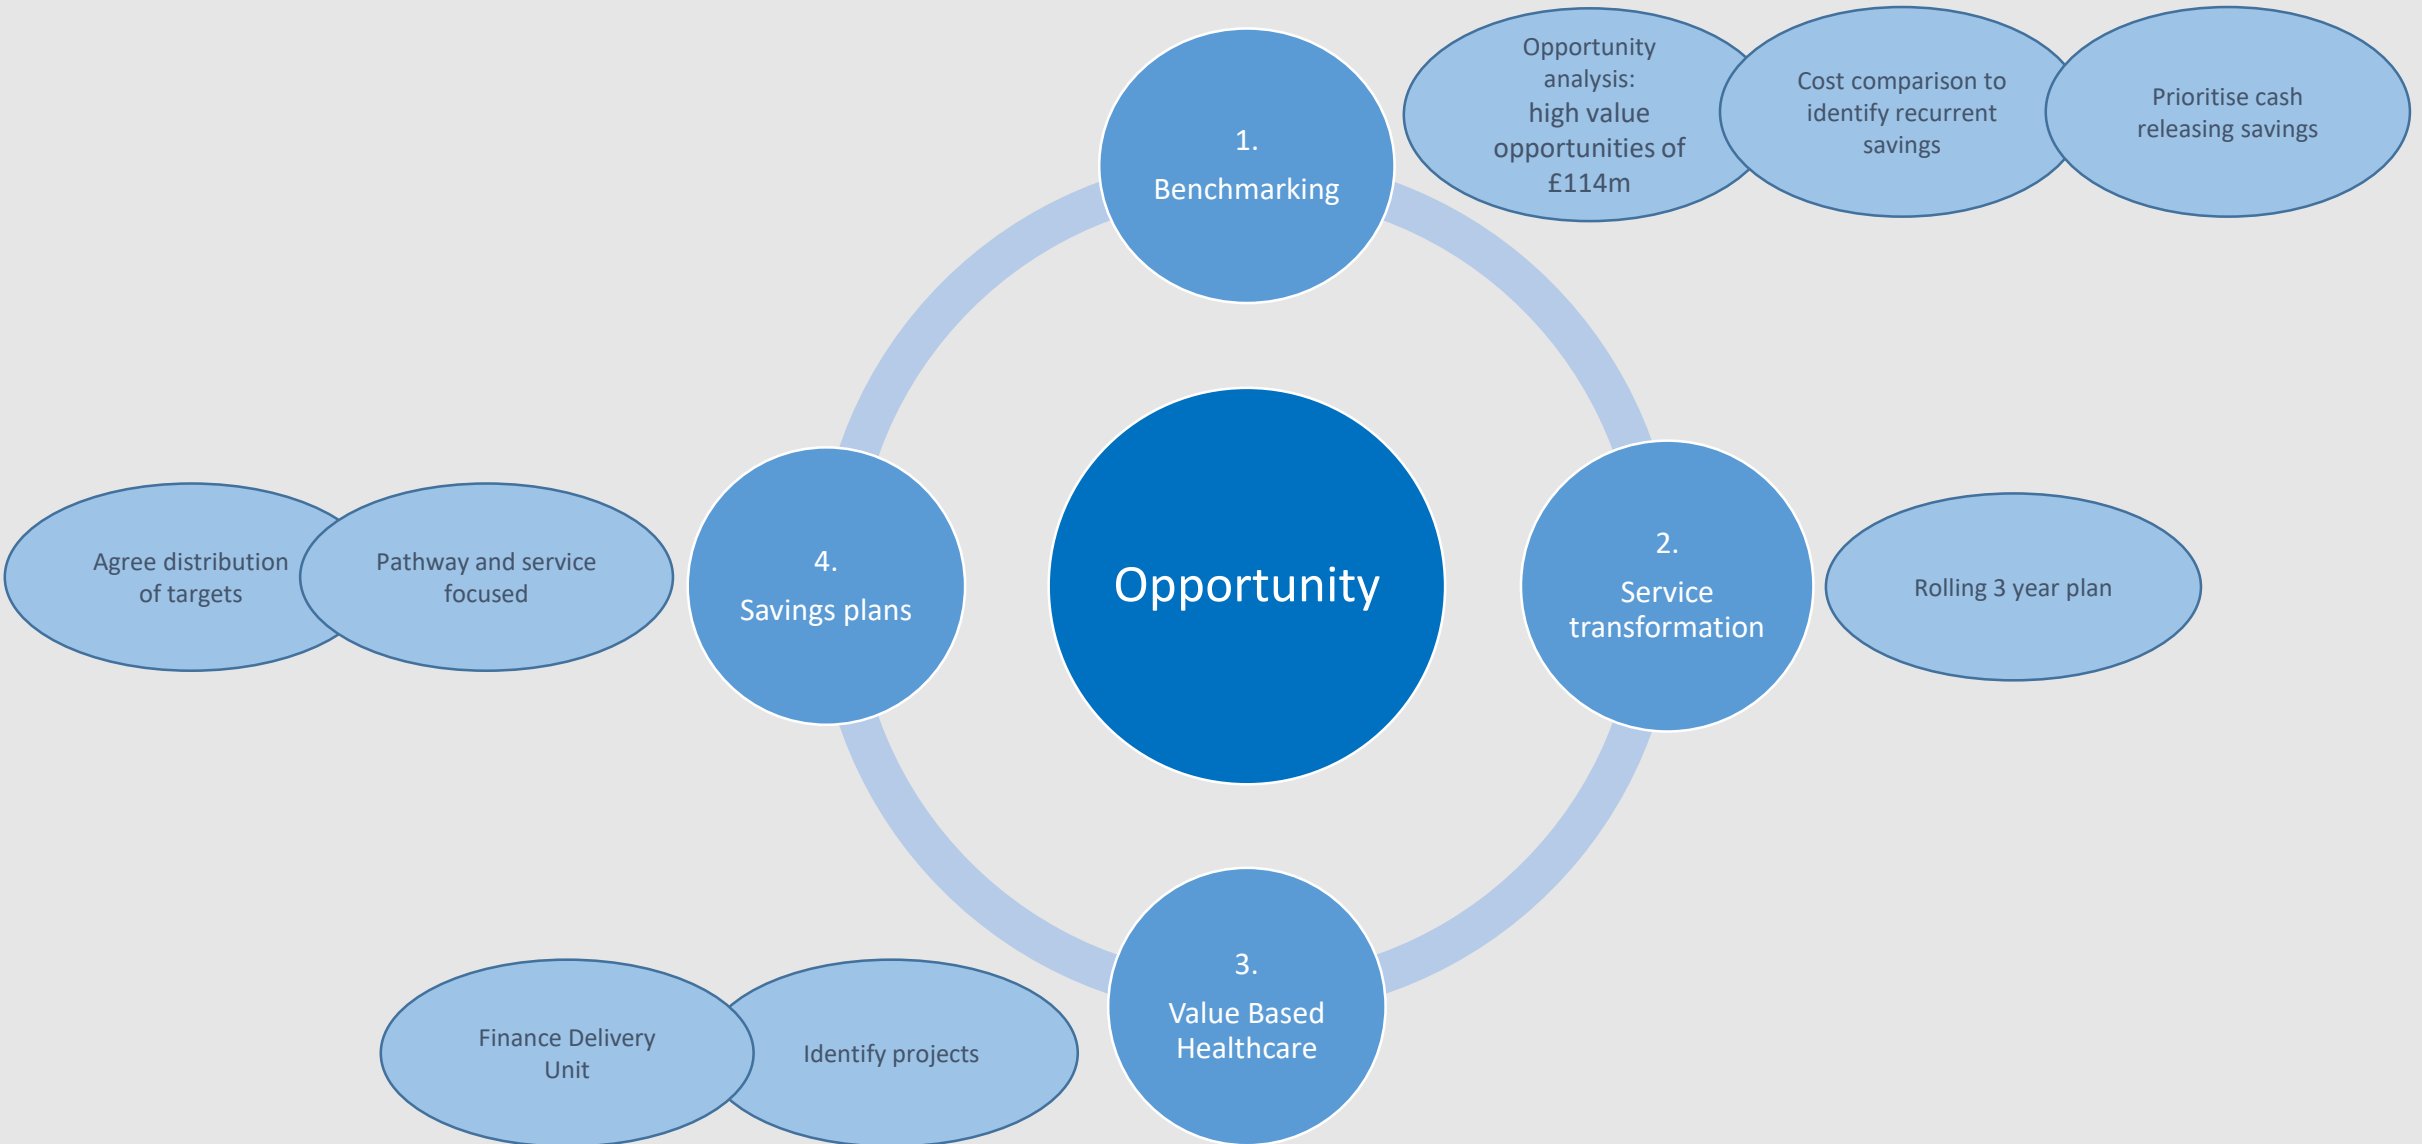 1.
Benchmarking
Opportunity
analysis:
high value
opportunities of
£114m
Cost comparison to
identify recurrent
savings
Prioritise cash
releasing savings
Opportunity
2.
Service
transformation
Rolling 3 year plan
3.
Value Based
Healthcare
Identify projects
Finance Delivery
Unit
4.
Savings plans
Agree distribution
of targets
Pathway and service
focused